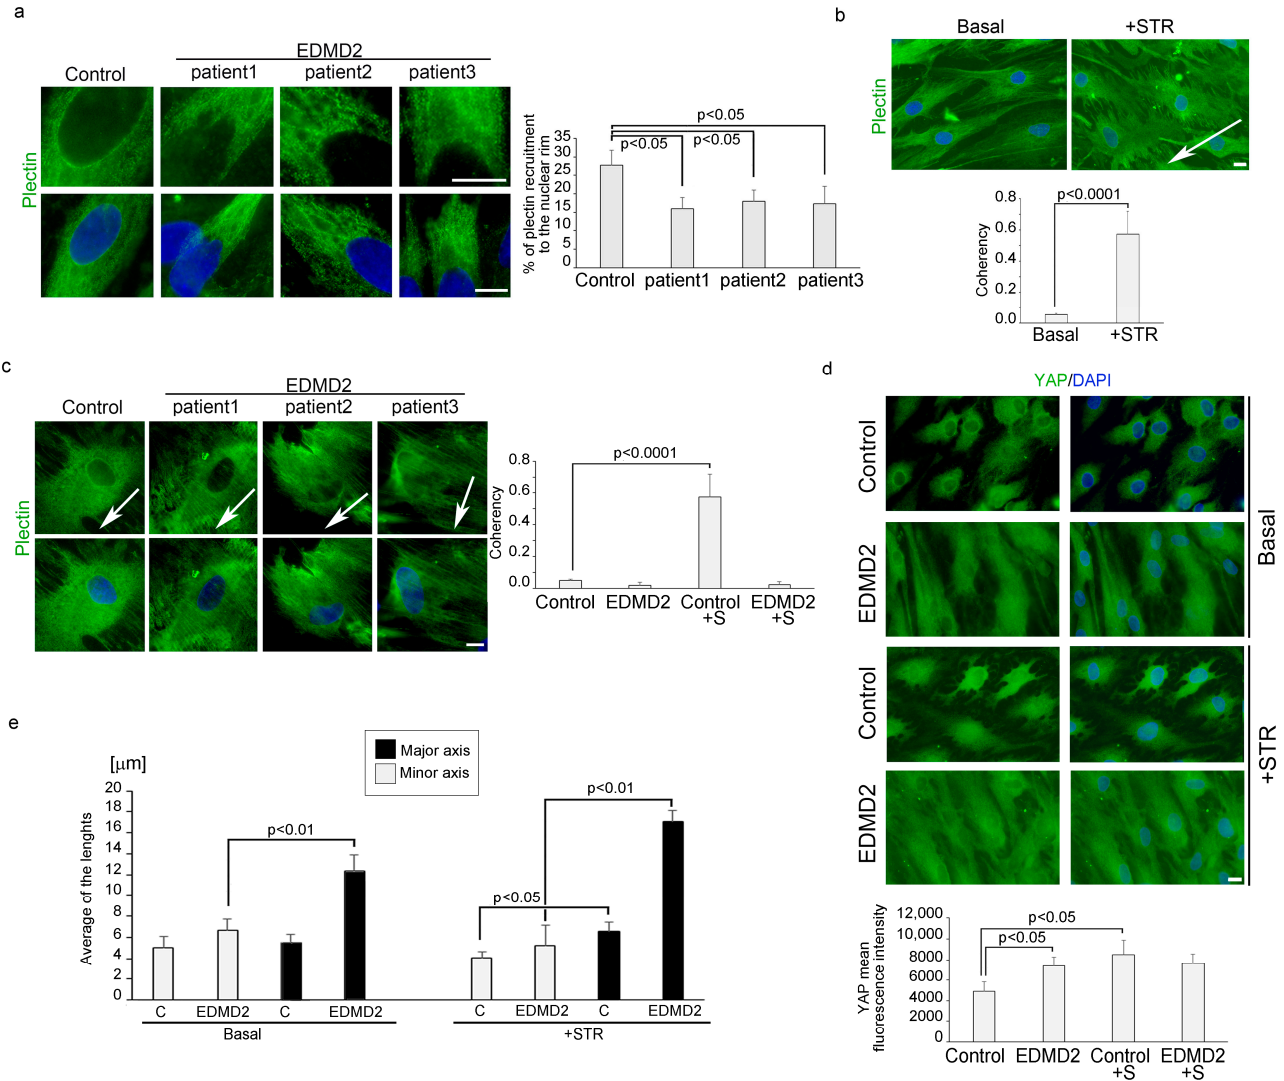 a
EDMD2
Control
patient1
patient2
patient3
Plectin
% of plectin recruitment
to the nuclear rim
35
30
25
20
15
10
5
0
p<0.05
p<0.05
p<0.05
Control
patient1
patient2
patient3
b
Basal
+STR
Plectin
Coherency
0.8
0.6
0.4
0.2
0.0
p<0.0001
Basal
+STR
c
EDMD2
Control
patient1
patient2
patient3
Plectin
Coherency
0.8
0.6
0.4
0.2
0.0
p<0.0001
Control
EDMD2
Control
+S
EDMD2
+S
d
YAP/DAPI
Control
EDMD2
Basal
Control
EDMD2
+STR
YAP mean
fluorescence intensity
12,000
10,000
8000
6000
4000
2000
0
p<0.05
p<0.05
Control
EDMD2
Control
+S
EDMD2
+S
e
Major axis
Minor axis
[µm]
Average of the lenghts
20
18
16
14
12
10
8
6
4
2
0
p<0.01
p<0.01
p<0.05
C
EDMD2
C
EDMD2
C
EDMD2
C
EDMD2
Basal
+STR